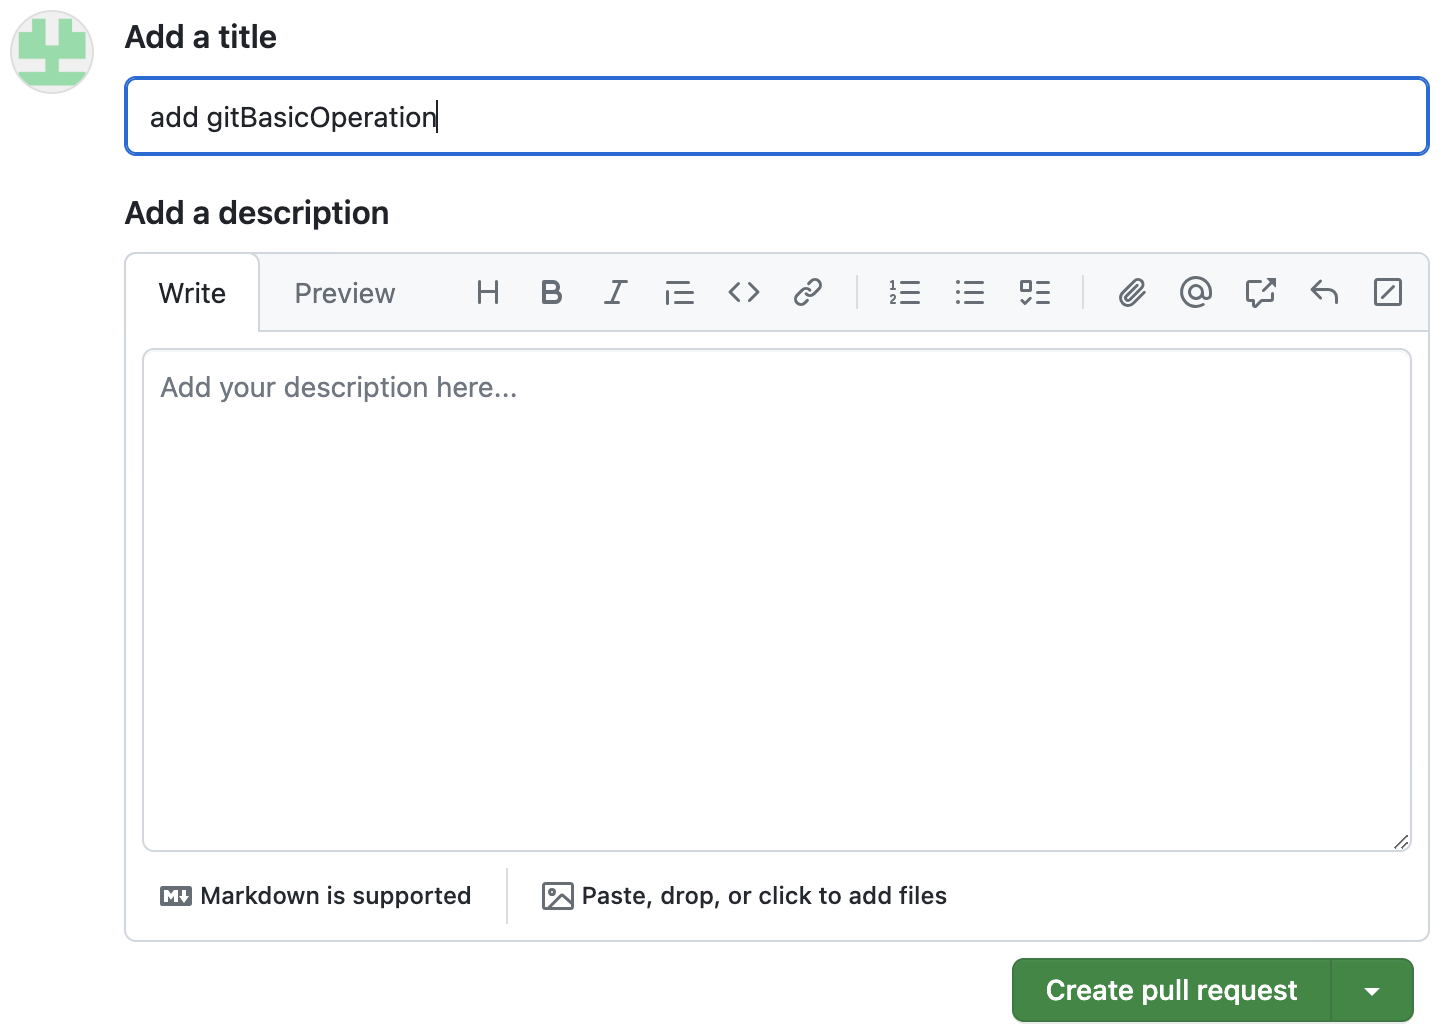 Add a title
add gitBasicOperation
Add a description
Write Preview
Add your description here...
Markdown is supported
Paste, drop, or click to add files
Create pull request